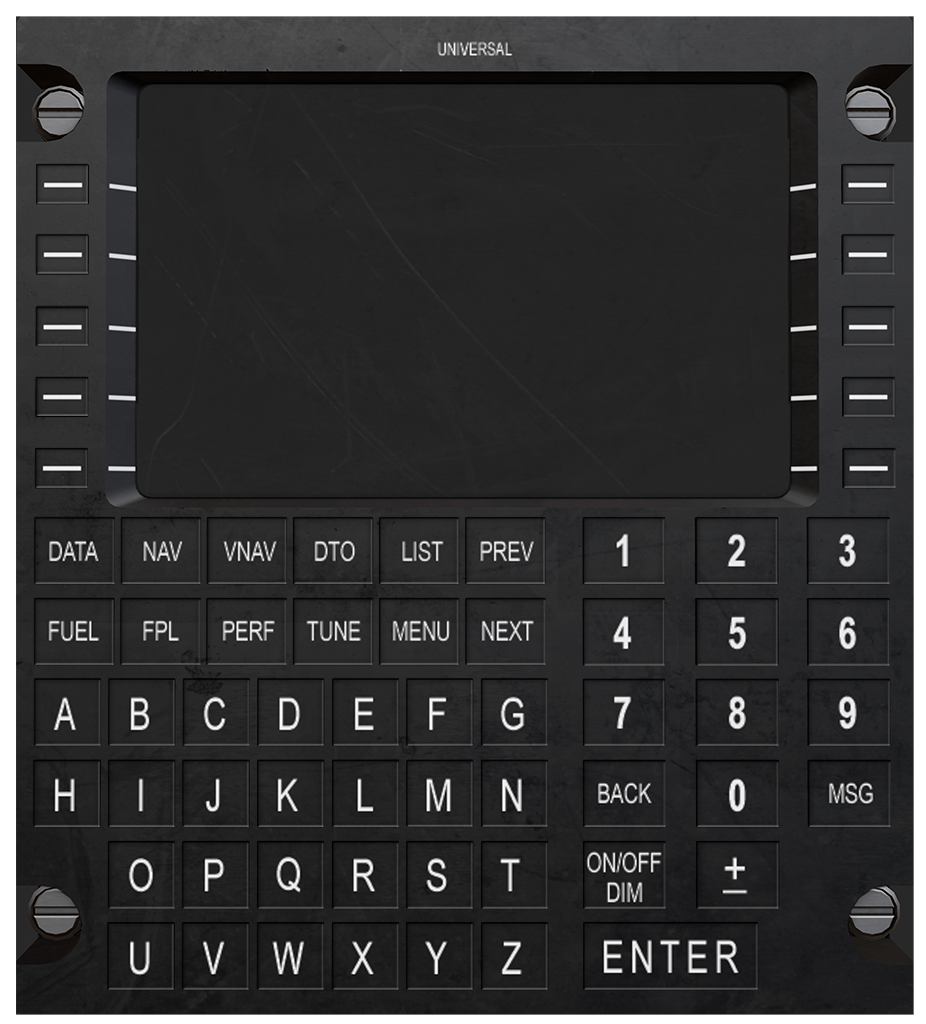 UNIVERSAL
DATA NAV VNAV DTO LIST PREV 1 2 3
FUEL FPL PERF TUNE MENU NEXT 4 5 6
A B C D E F G 7 8 9
H I J K L M N BACK 0 MSG
O P Q R S T ON/OFF DIM ±
U V W X Y Z ENTER